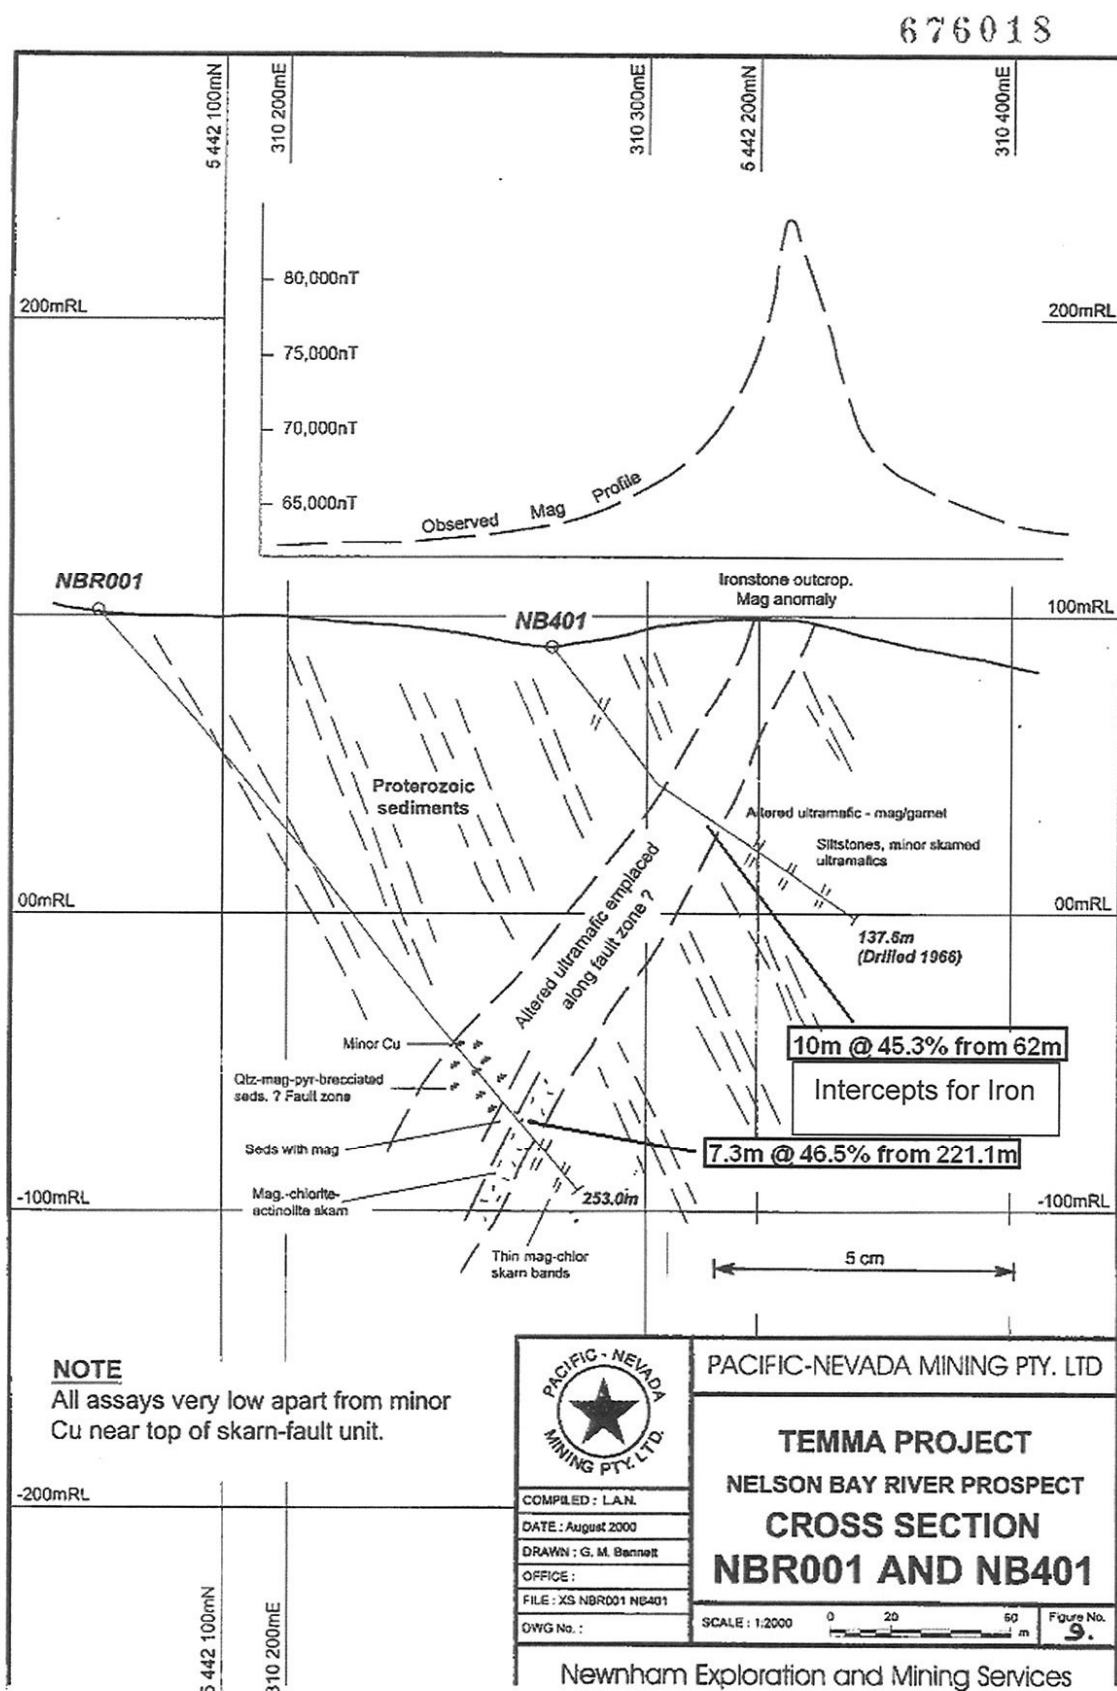 676018
5 442 100mN
310 200mE
310 300mE
5 442 200mN
310 400mE
80,000nT
75,000nT
70,000nT
65,000nT
200mRL
200mRL
Observed Mag Profile
NBR001
NB401
Ironstone outcrop.
Mag anomaly
100mRL
Proterozoic
sediments
Altered ultramafic - mag/garnet
Siltstones, minor skarned
ultramafics
Altered ultramafic emplaced
along fault zone ?
00mRL
00mRL
137.6m
(Drilled 1966)
Minor Cu
10m @ 45.3% from 62m
Intercepts for Iron
Qtz-mag-pyr-brecciated
seds. ? Fault zone
Seds with mag
7.3m @ 46.5% from 221.1m
Mag.-chlorite-
actinolite skarn
253.0m
-100mRL
-100mRL
Thin mag-chlor
skarn bands
5 cm
NOTE
All assays very low apart from minor
Cu near top of skarn-fault unit.
-200mRL
5 442 100mN
310 200mE
PACIFIC - NEVADA
MINING PTY. LTD.
PACIFIC-NEVADA MINING PTY. LTD
TEMMA PROJECT
NELSON BAY RIVER PROSPECT
CROSS SECTION
NBR001 AND NB401
COMPILED : L.A.N.
DATE : August 2000
DRAWN : G. M. Bennett
OFFICE :
FILE : XS NBR001 NB401
DWG No. :
SCALE : 1:2000
0 20 60 m
Figure No.
9.
Newnham Exploration and Mining Services